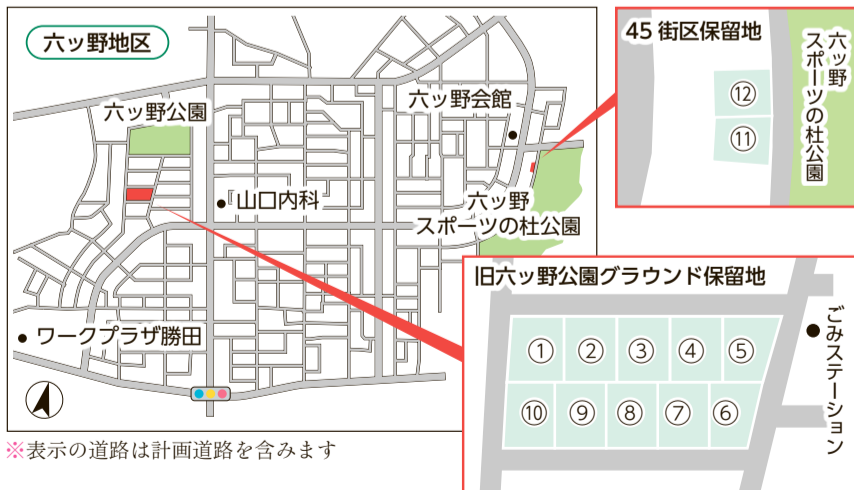 六ッ野地区
六ッ野公園
六ッ野会館
山口内科
六ッ野
スポーツの杜公園
ワークプラザ勝田
※表示の道路は計画道路を含みます
45街区保留地
⑫
⑪
六ッ野
スポーツの杜公園
旧六ッ野公園グラウンド保留地
① ② ③ ④ ⑤
⑩ ⑨ ⑧ ⑦ ⑥
ごみステーション